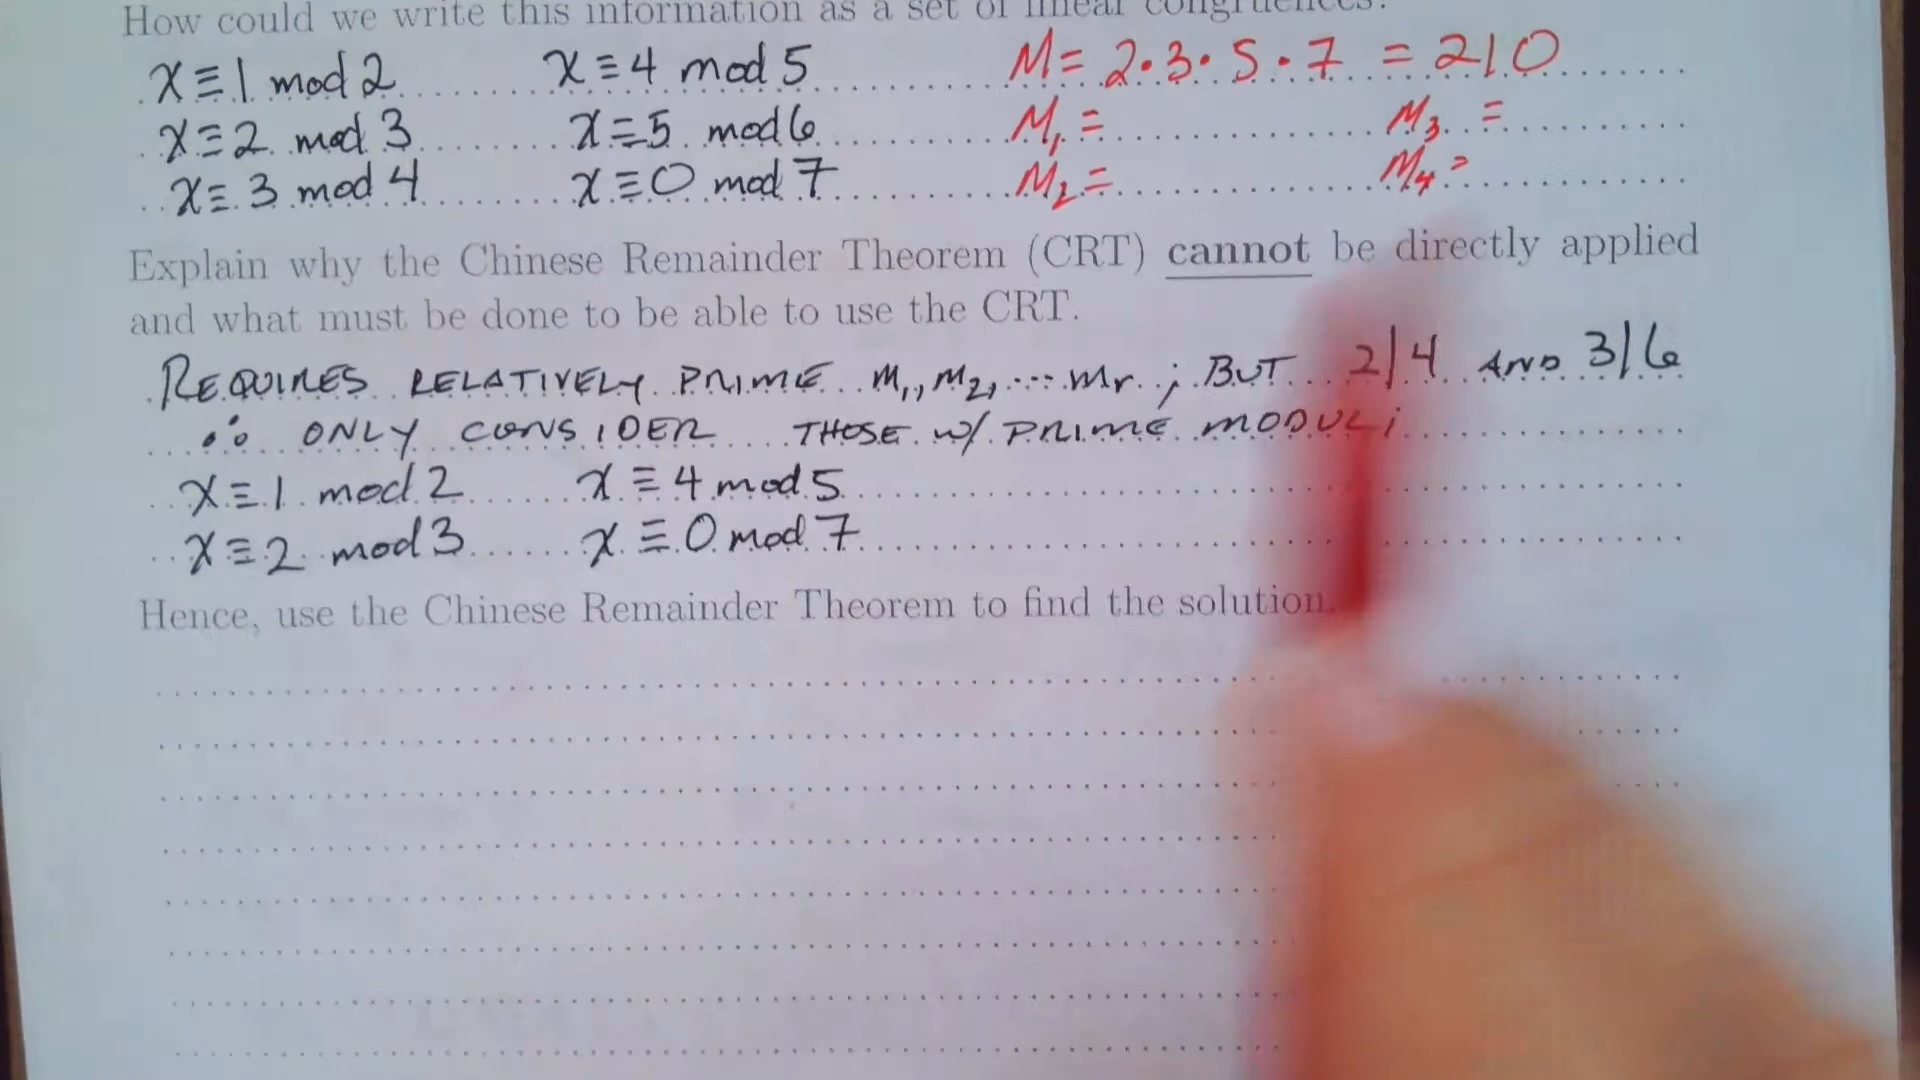 How could we write this information as a set of linear congruences?
x ≡ 1 mod 2 x ≡ 4 mod 5 M = 2·3·5·7 = 210
x ≡ 2 mod 3 x ≡ 5 mod 6 M₁ = M₃ =
x ≡ 3 mod 4 x ≡ 0 mod 7 M₂ = M₄ =
Explain why the Chinese Remainder Theorem (CRT) cannot be directly applied
and what must be done to be able to use the CRT.
REQUIRES RELATIVELY PRIME m₁, m₂, ... mr ; BUT 2|4 AND 3|6
∴ ONLY CONSIDER THOSE w/ PRIME MODULi
x ≡ 1 mod 2 x ≡ 4 mod 5
x ≡ 2 mod 3 x ≡ 0 mod 7
Hence, use the Chinese Remainder Theorem to find the solution.